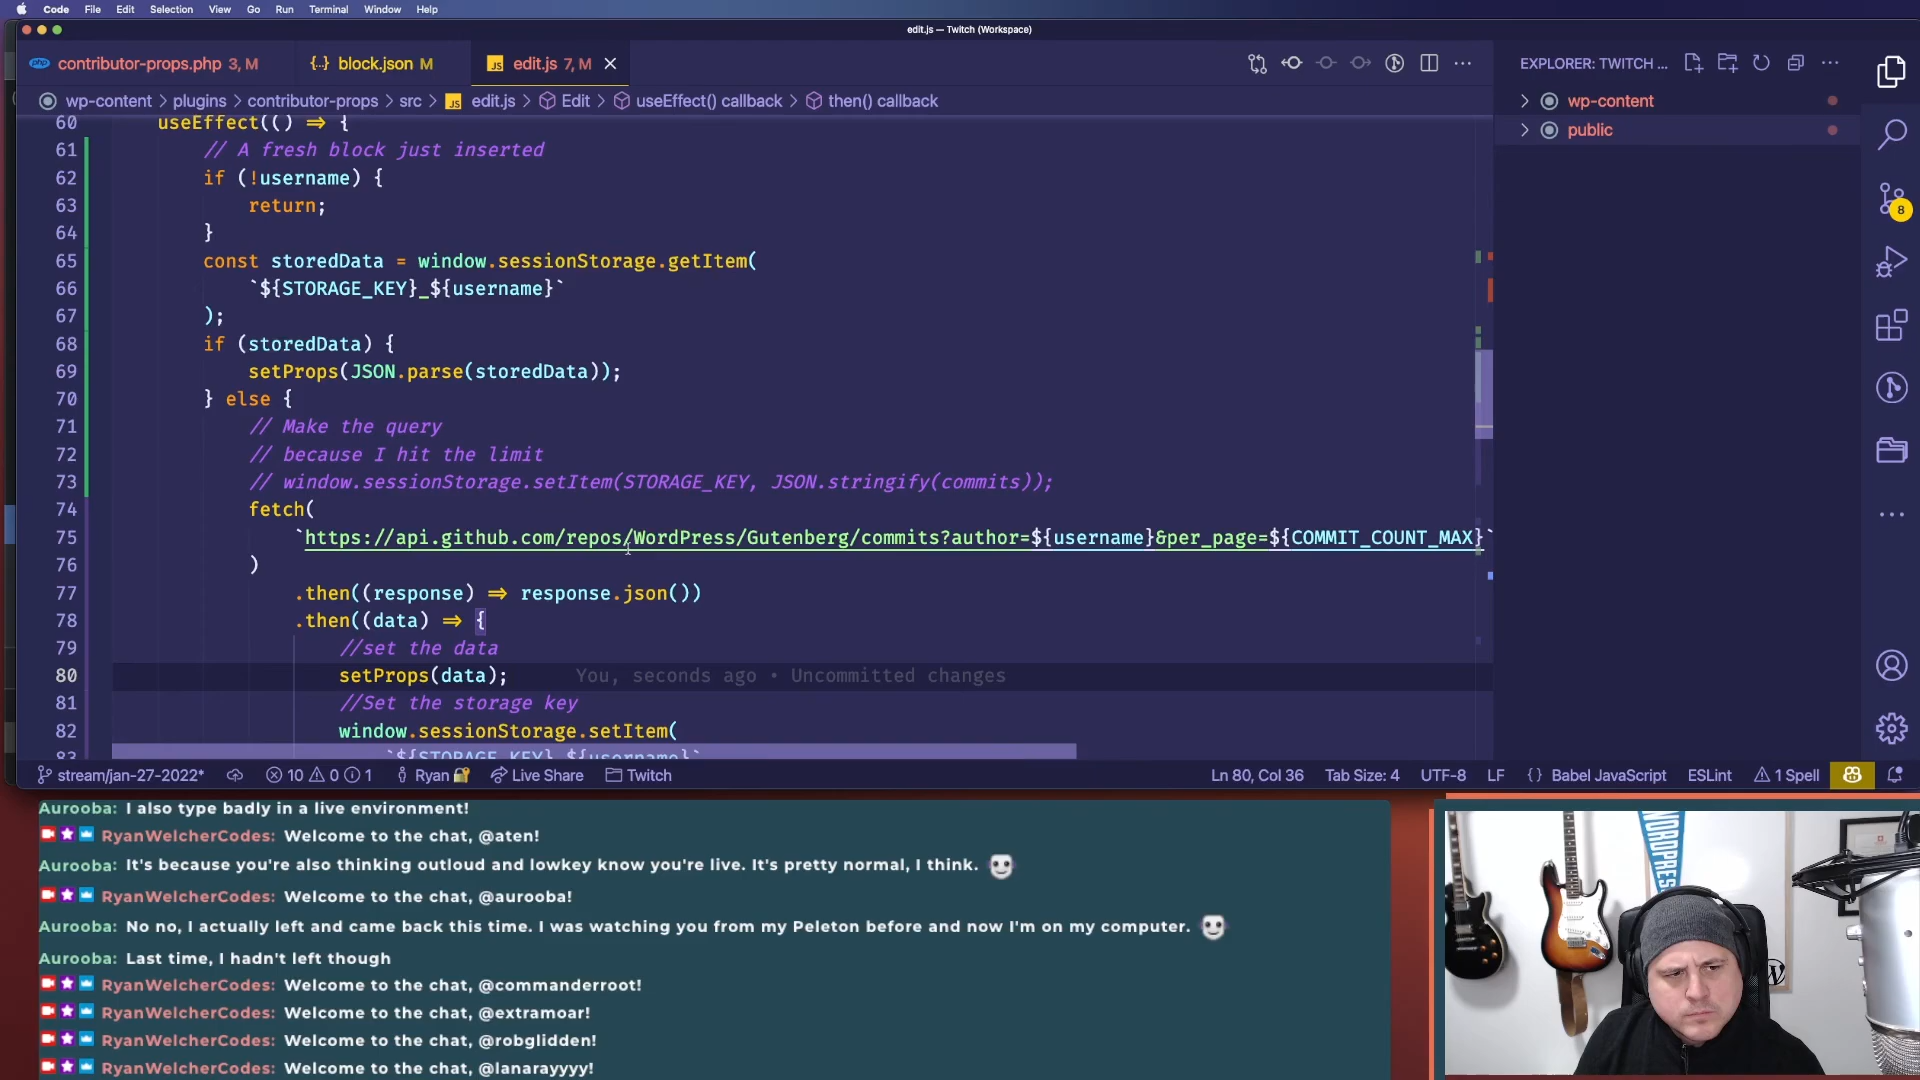 Code File Edit Selection View Go Run Terminal Window Help
edit.js — Twitch (Workspace)
contributor-props.php 3, M
block.json M
edit.js 7, M
EXPLORER: TWITCH ...
wp-content > plugins > contributor-props > src > edit.js > Edit > useEffect() callback > then() callback
wp-content
public
8
60 useEffect(() => {
61 // A fresh block just inserted
62 if (!username) {
63 return;
64 }
65 const storedData = window.sessionStorage.getItem(
66 `${STORAGE_KEY}_${username}`
67 );
68 if (storedData) {
69 setProps(JSON.parse(storedData));
70 } else {
71 // Make the query
72 // because I hit the limit
73 // window.sessionStorage.setItem(STORAGE_KEY, JSON.stringify(commits));
74 fetch(
75 `https://api.github.com/repos/WordPress/Gutenberg/commits?author=${username}&per_page=${COMMIT_COUNT_MAX}`
76 )
77 .then((response) => response.json())
78 .then((data) => {
79 //set the data
80 setProps(data); You, seconds ago • Uncommitted changes
81 //Set the storage key
82 window.sessionStorage.setItem(
83 `${STORAGE_KEY}_${username}`
stream/jan-27-2022* 10 0 1 Ryan Live Share Twitch Ln 80, Col 36 Tab Size: 4 UTF-8 LF {} Babel JavaScript ESLint 1 Spell
Aurooba: I also type badly in a live environment!
RyanWelcherCodes: Welcome to the chat, @aten!
Aurooba: It's because you're also thinking outloud and lowkey know you're live. It's pretty normal, I think.
RyanWelcherCodes: Welcome to the chat, @aurooba!
Aurooba: No no, I actually left and came back this time. I was watching you from my Peleton before and now I'm on my computer.
Aurooba: Last time, I hadn't left though
RyanWelcherCodes: Welcome to the chat, @commanderroot!
RyanWelcherCodes: Welcome to the chat, @extramoar!
RyanWelcherCodes: Welcome to the chat, @robglidden!
RyanWelcherCodes: Welcome to the chat, @lanarayyyy!
WORDPRES